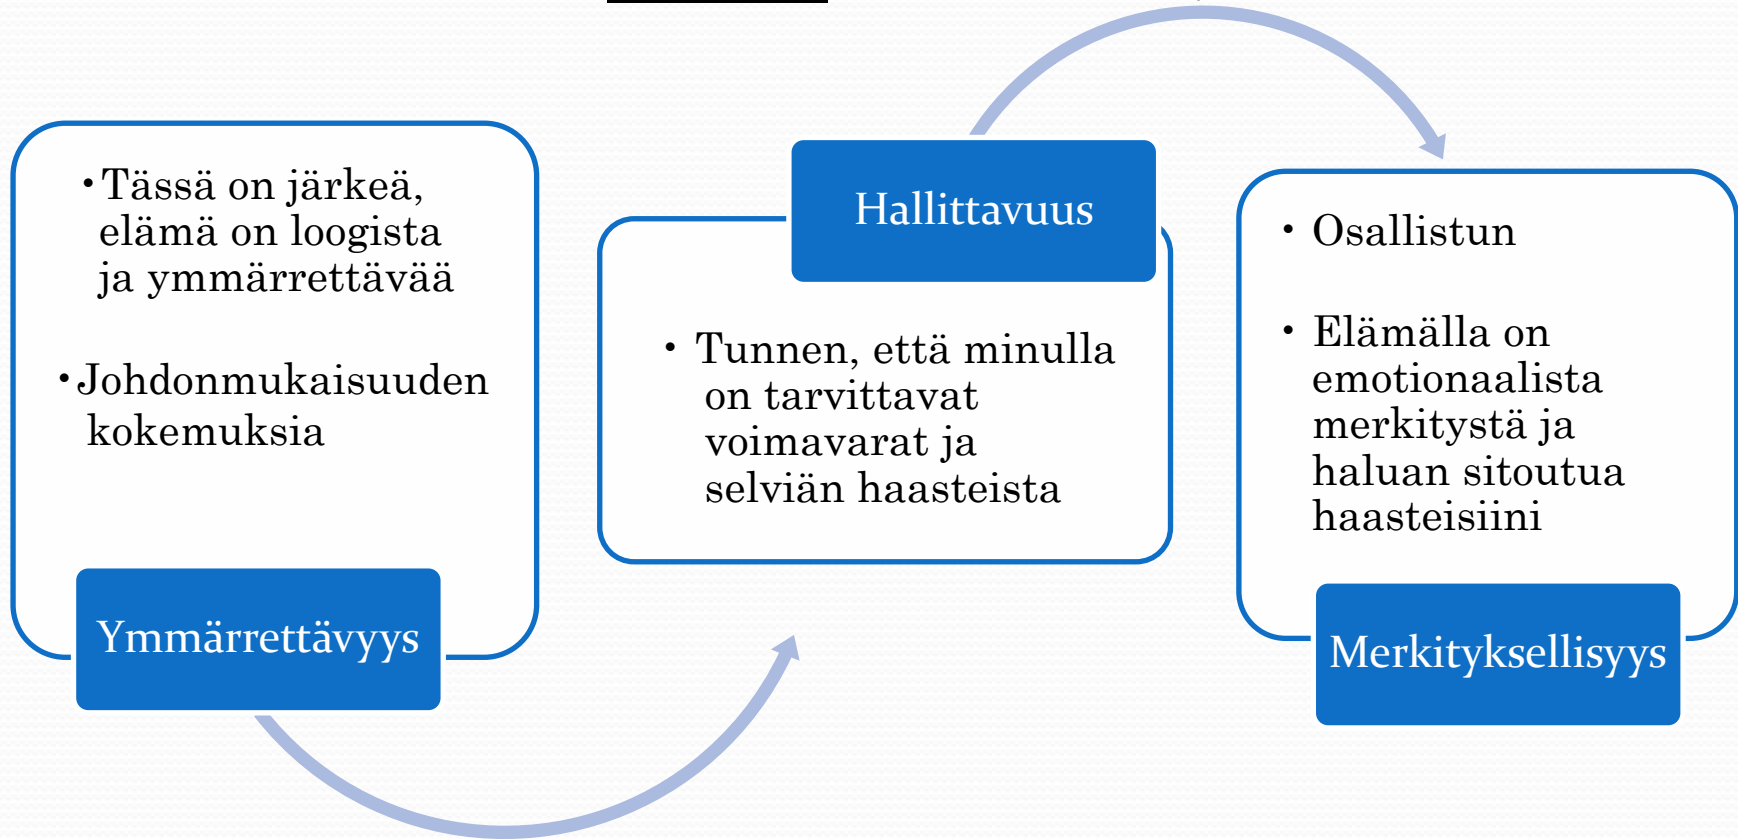 • Tässä on järkeä,
elämä on loogista
ja ymmärrettävää
• Johdonmukaisuuden
kokemuksia
Ymmärrettävyys
Hallittavuus
• Tunnen, että minulla
on tarvittavat
voimavarat ja
selviän haasteista
• Osallistun
• Elämälla on
emotionaalista
merkitystä ja
haluan sitoutua
haasteisiini
Merkityksellisyys